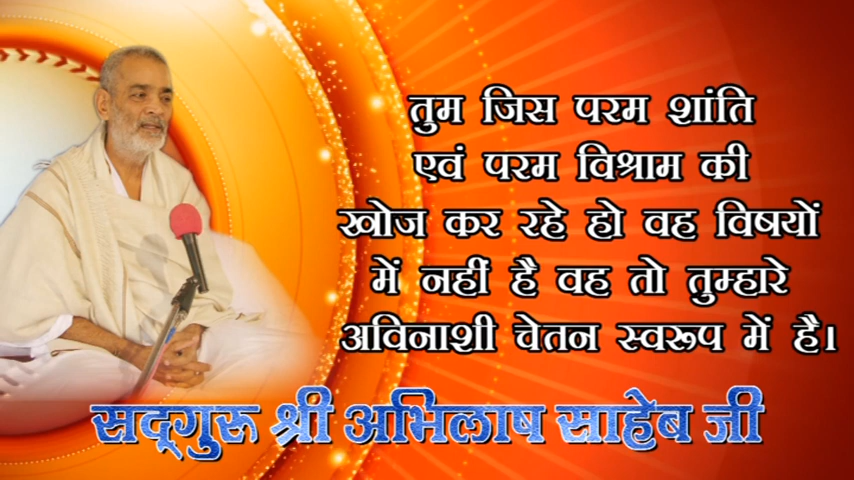 तुम जिस परम शांति
एवं परम विश्राम की
खोज कर रहे हो वह विषयों
में नहीं है वह तो तुम्हारे
अविनाशी चेतन स्वरूप में है।
सद्गुरू श्री अभिलाष साहेब जी